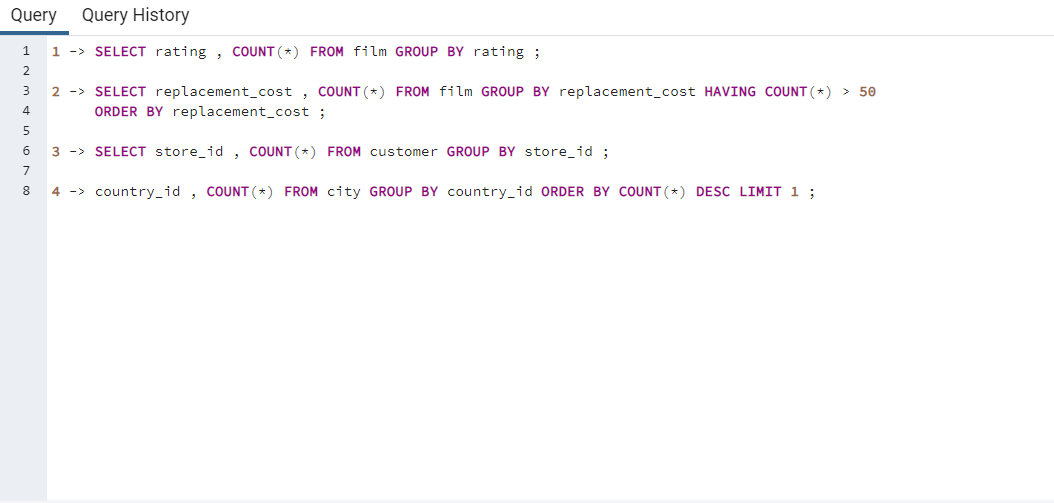 Query Query History
1 1 -> SELECT rating , COUNT(*) FROM film GROUP BY rating ;
2
3 2 -> SELECT replacement_cost , COUNT(*) FROM film GROUP BY replacement_cost HAVING COUNT(*) > 50
4 ORDER BY replacement_cost ;
5
6 3 -> SELECT store_id , COUNT(*) FROM customer GROUP BY store_id ;
7
8 4 -> country_id , COUNT(*) FROM city GROUP BY country_id ORDER BY COUNT(*) DESC LIMIT 1 ;